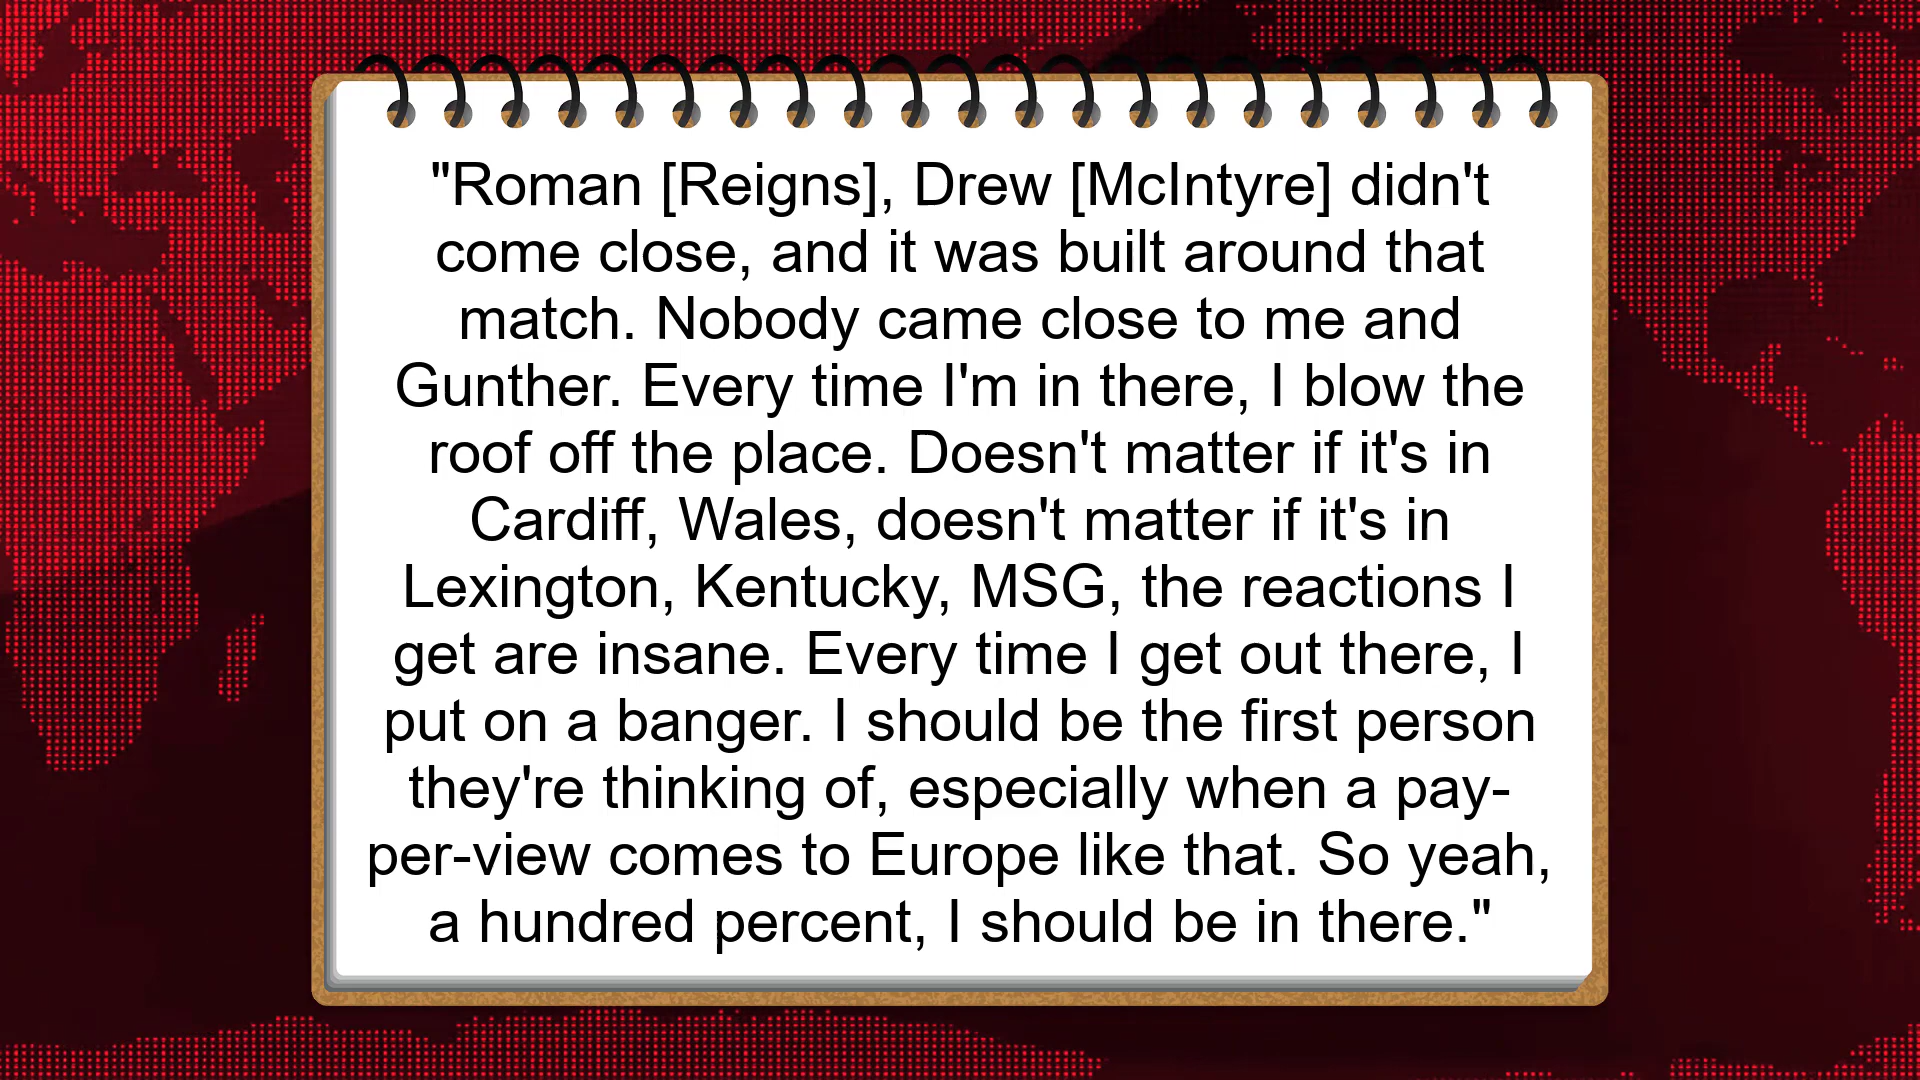 "Roman [Reigns], Drew [McIntyre] didn't
come close, and it was built around that
match. Nobody came close to me and
Gunther. Every time I'm in there, I blow the
roof off the place. Doesn't matter if it's in
Cardiff, Wales, doesn't matter if it's in
Lexington, Kentucky, MSG, the reactions I
get are insane. Every time I get out there, I
put on a banger. I should be the first person
they're thinking of, especially when a pay-
per-view comes to Europe like that. So yeah,
a hundred percent, I should be in there."